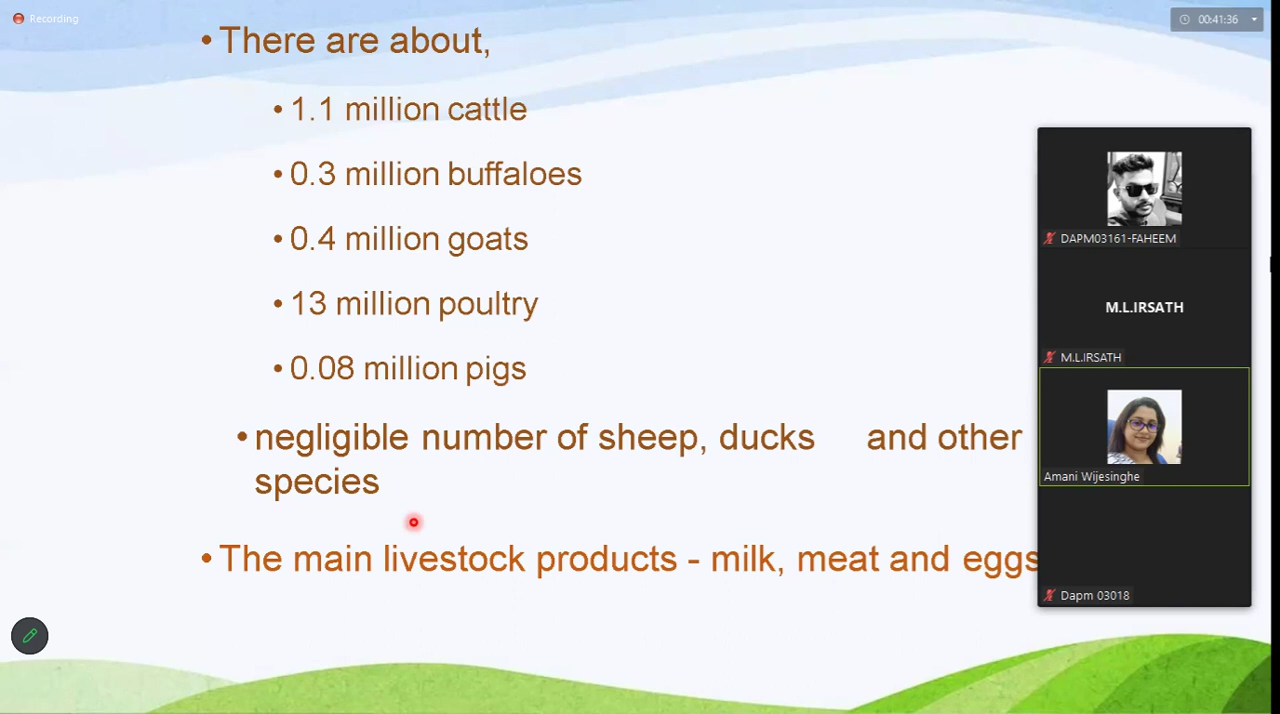 Recording
00:41:36
• There are about,
• 1.1 million cattle
• 0.3 million buffaloes
• 0.4 million goats
• 13 million poultry
• 0.08 million pigs
• negligible number of sheep, ducks and other
species
• The main livestock products - milk, meat and eggs
DAPM03161-FAHEEM
M.L.IRSATH
M.L.IRSATH
Amani Wijesinghe
Dapm 03018